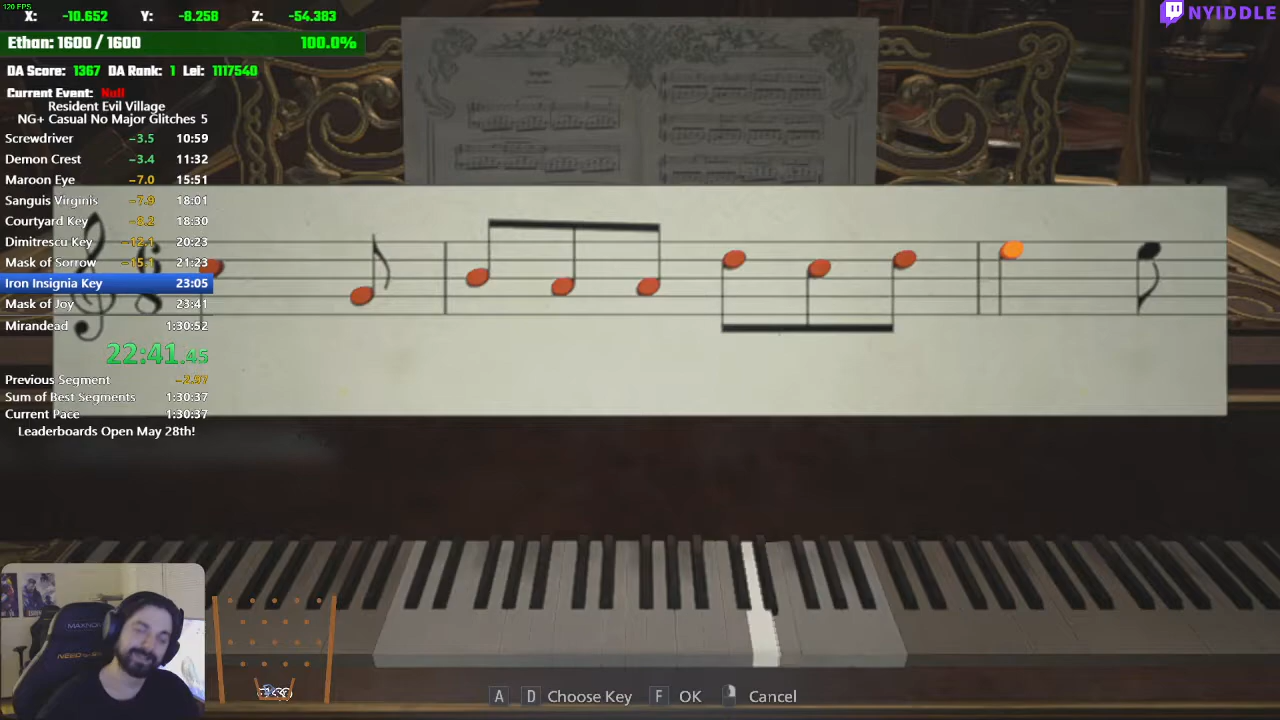 120 FPS
X: -10.652 Y: -8.258 Z: -54.383
NYIDDLE
Ethan: 1600 / 1600 100.0%
DA Score: 1367 DA Rank: 1 Lei: 1117540
Current Event: Null
Resident Evil Village
NG+ Casual No Major Glitches 5
Screwdriver -3.5 10:59
Demon Crest -3.4 11:32
Maroon Eye -7.0 15:51
Sanguis Virginis -7.9 18:01
Courtyard Key -8.2 18:30
Dimitrescu Key -12.1 20:23
Mask of Sorrow -15.1 21:23
Iron Insignia Key 23:05
Mask of Joy 23:41
Mirandead 1:30:52
22:41.45
Previous Segment -2.97
Sum of Best Segments 1:30:37
Current Pace 1:30:37
Leaderboards Open May 28th!
A D Choose Key F OK Cancel